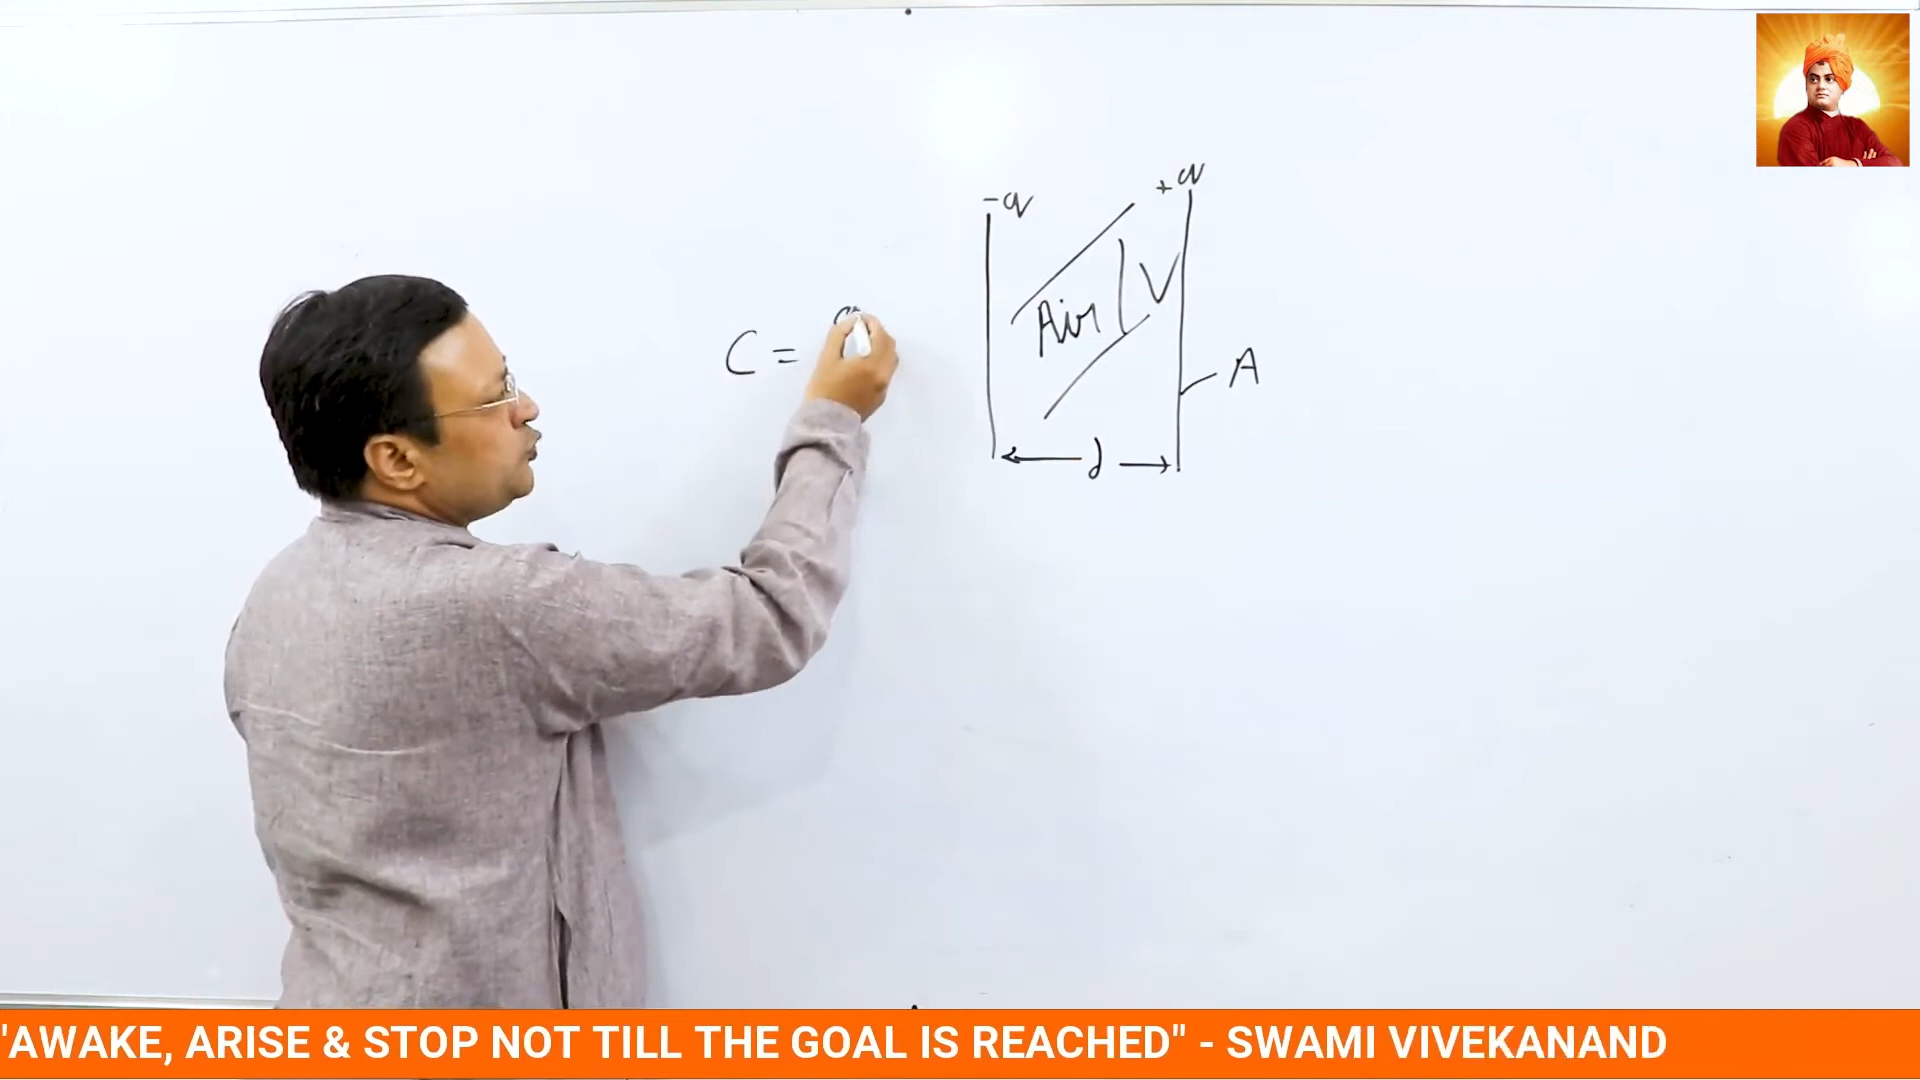 -q
+q
Air
V
C =
A
d
"AWAKE, ARISE & STOP NOT TILL THE GOAL IS REACHED" - SWAMI VIVEKANAND